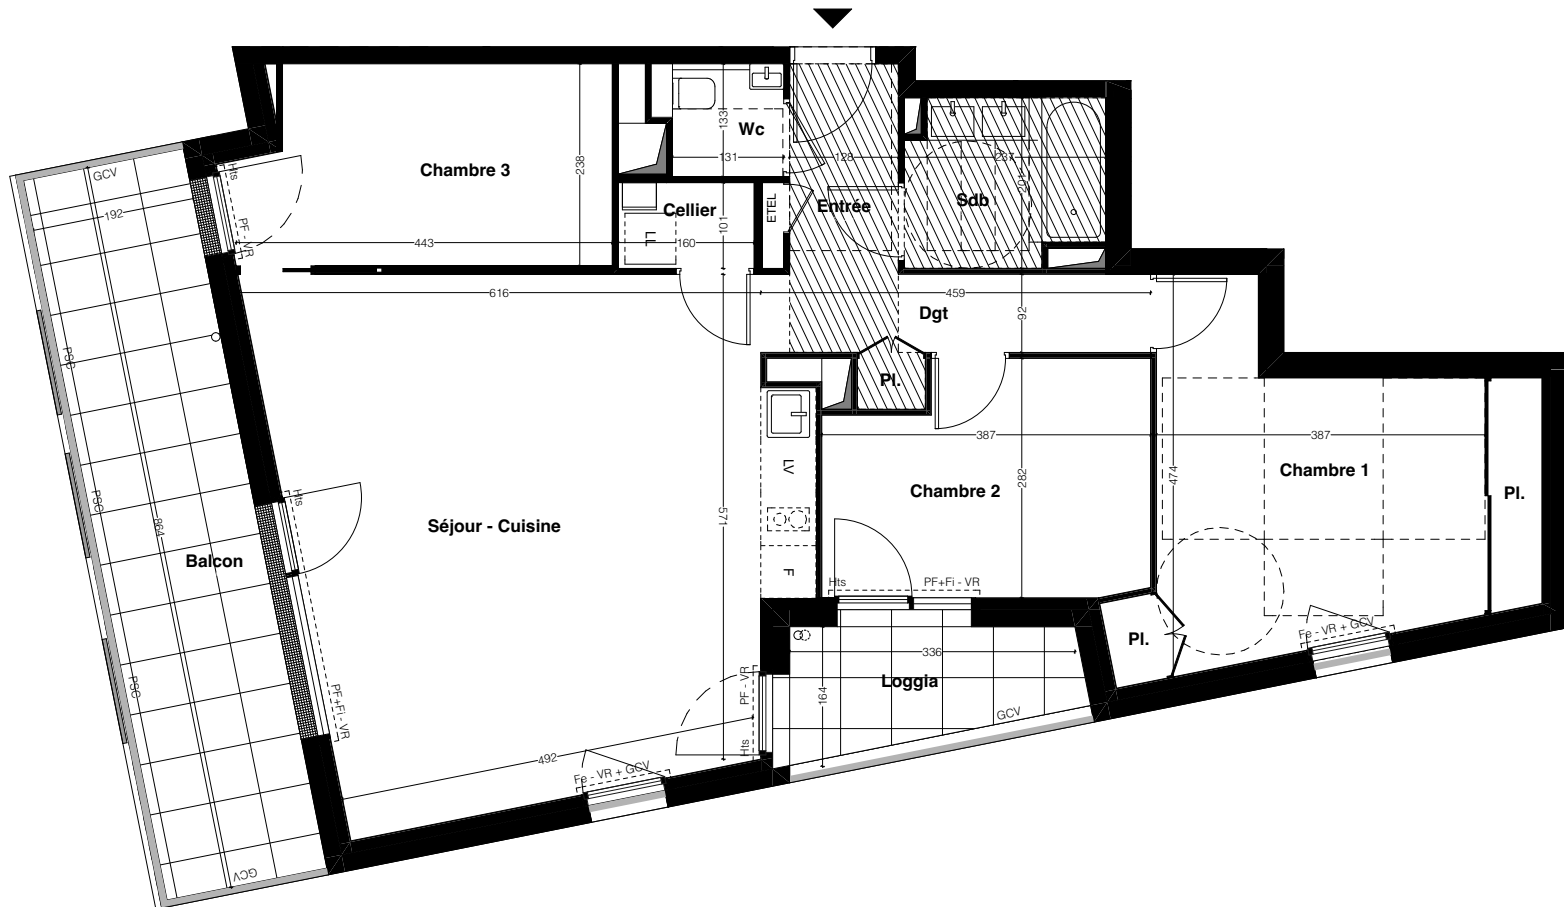 GCV
192
Hts
PF - VR
Chambre 3
238
443
133
Wc
131
128
237
201
Sdb
Entrée
ETEL
Cellier
101
LL
160
616
459
Dgt
92
PSC
Pl.
387
387
LV
Chambre 2
282
474
Chambre 1
Pl.
Hts
PSC
864
571
Séjour - Cuisine
Balcon
F
Hts
PF+Fi - VR
Fe - VR + GCV
Pl.
336
Loggia
164
PF - VR
Hts
GCV
PSC
PF+Fi - VR
492
Fe - VR + GCV
GCV